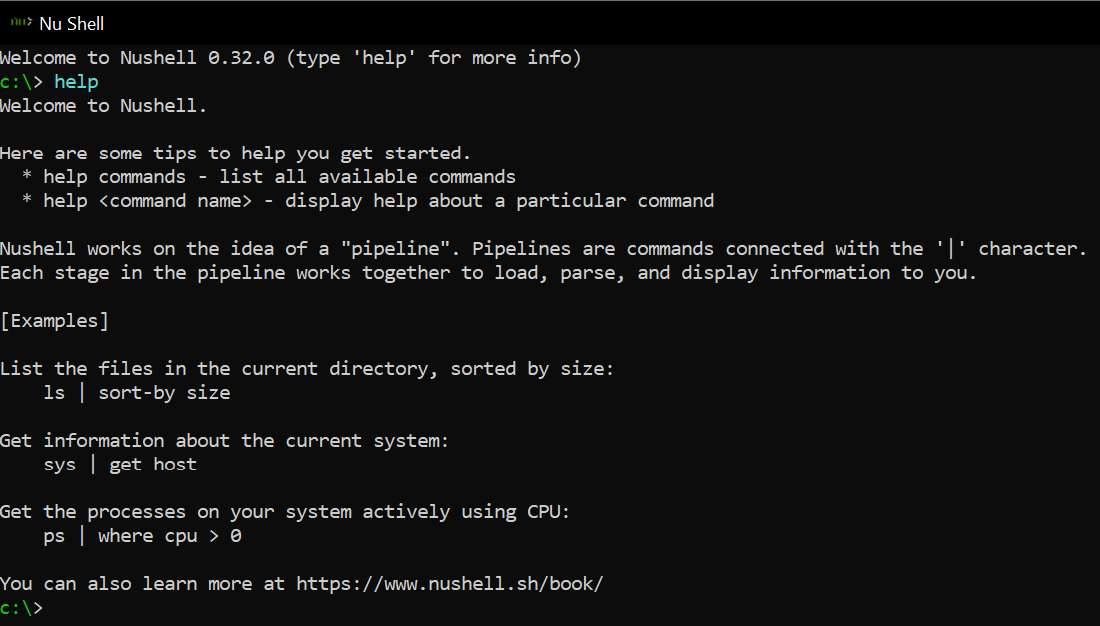 nu> Nu Shell
Welcome to Nushell 0.32.0 (type 'help' for more info)
c:\> help
Welcome to Nushell.
Here are some tips to help you get started.
  * help commands - list all available commands
  * help <command name> - display help about a particular command
Nushell works on the idea of a "pipeline". Pipelines are commands connected with the '|' character.
Each stage in the pipeline works together to load, parse, and display information to you.
[Examples]
List the files in the current directory, sorted by size:
    ls | sort-by size
Get information about the current system:
    sys | get host
Get the processes on your system actively using CPU:
    ps | where cpu > 0
You can also learn more at https://www.nushell.sh/book/
c:\>